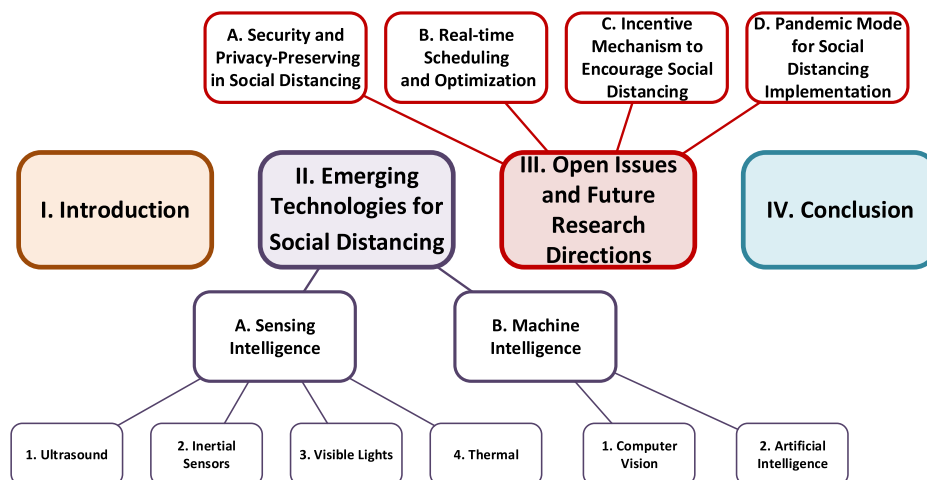 A. Security and
Privacy-Preserving
in Social Distancing
B. Real-time
Scheduling
and Optimization
C. Incentive
Mechanism to
Encourage Social
Distancing
D. Pandemic Mode
for Social
Distancing
Implementation
I. Introduction
II. Emerging
Technologies for
Social Distancing
III. Open Issues
and Future
Research
Directions
IV. Conclusion
A. Sensing
Intelligence
B. Machine
Intelligence
1. Ultrasound
2. Inertial
Sensors
3. Visible Lights
4. Thermal
1. Computer
Vision
2. Artificial
Intelligence